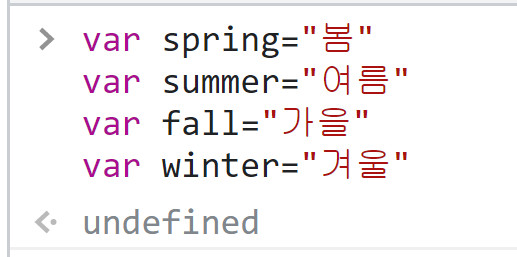 var spring="봄"
var summer="여름"
var fall="가을"
var winter="겨울"
undefined